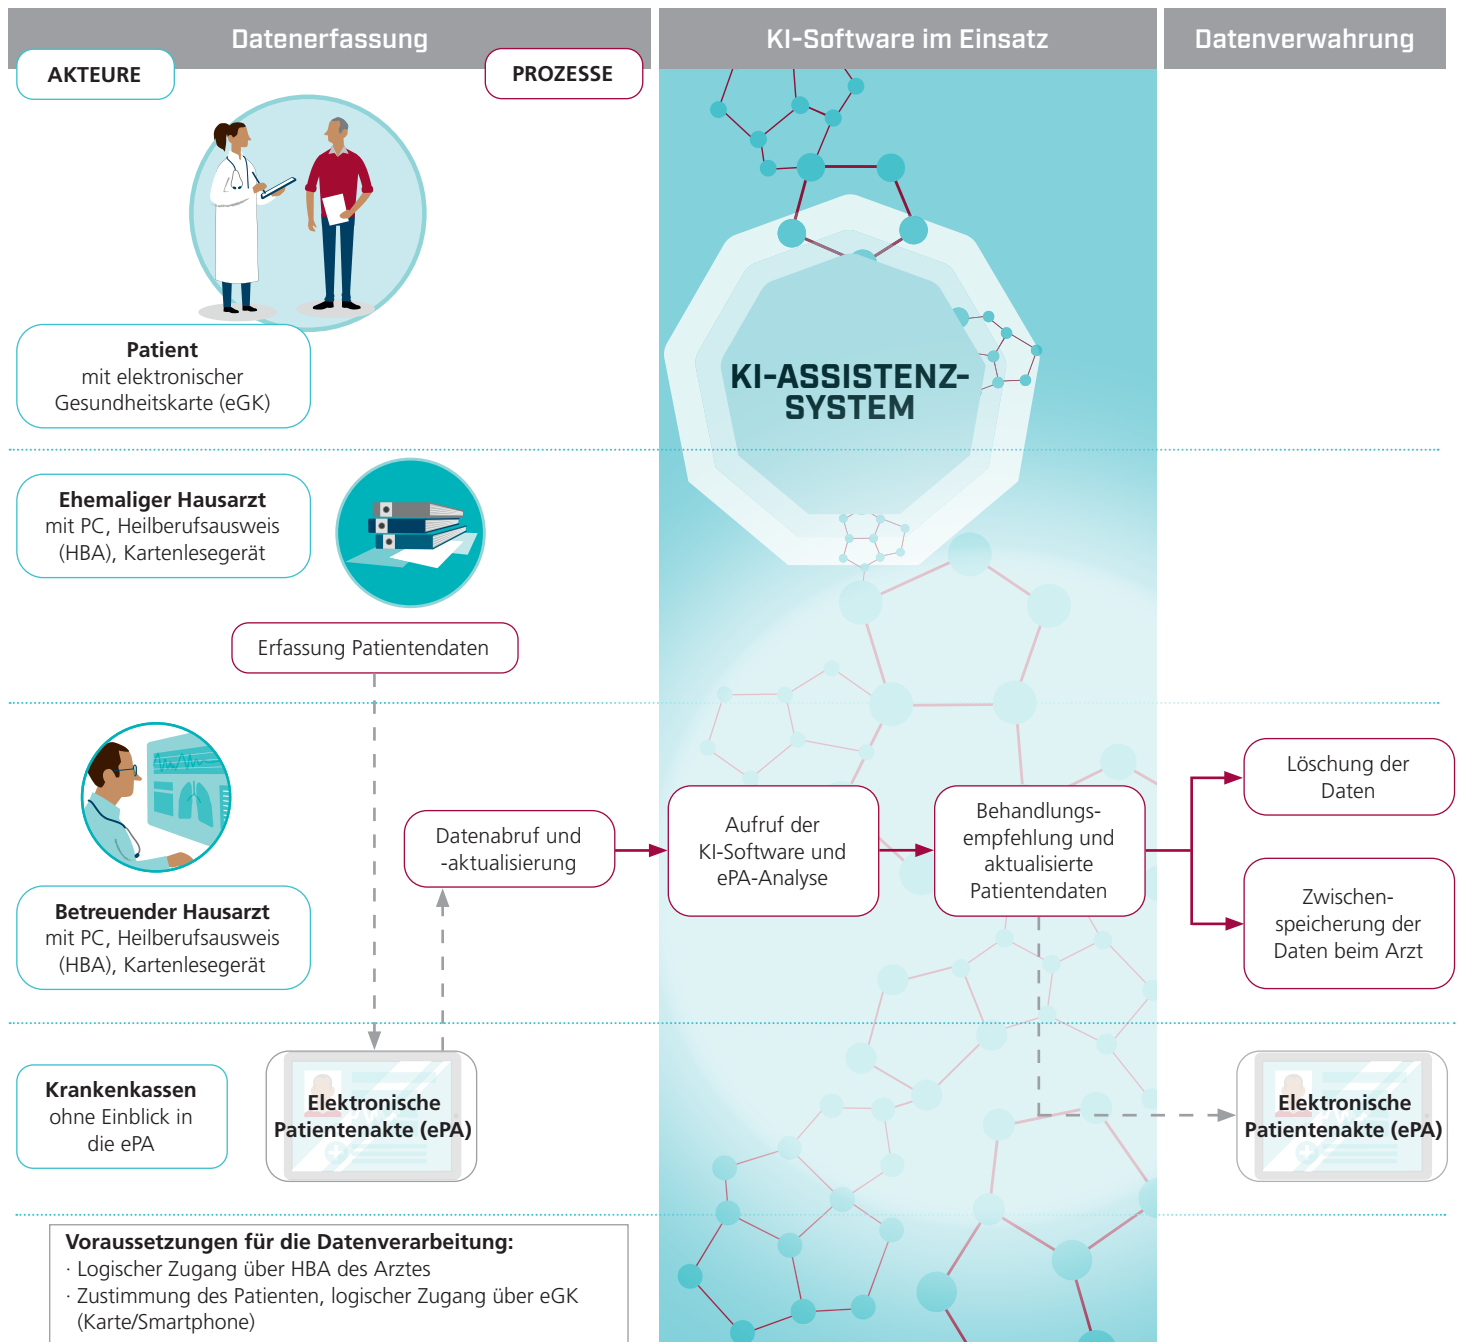 Datenerfassung
KI-Software im Einsatz
Datenverwahrung
AKTEURE
PROZESSE
Patient
mit elektronischer
Gesundheitskarte (eGK)
KI-ASSISTENZ-
SYSTEM
Ehemaliger Hausarzt
mit PC, Heilberufsausweis
(HBA), Kartenlesegerät
Erfassung Patientendaten
Betreuender Hausarzt
mit PC, Heilberufsausweis
(HBA), Kartenlesegerät
Datenabruf und
-aktualisierung
Aufruf der
KI-Software und
ePA-Analyse
Behandlungs-
empfehlung und
aktualisierte
Patientendaten
Löschung der
Daten
Zwischen-
speicherung der
Daten beim Arzt
Krankenkassen
ohne Einblick in
die ePA
Elektronische
Patientenakte (ePA)
Elektronische
Patientenakte (ePA)
Voraussetzungen für die Datenverarbeitung:
· Logischer Zugang über HBA des Arztes
· Zustimmung des Patienten, logischer Zugang über eGK
(Karte/Smartphone)